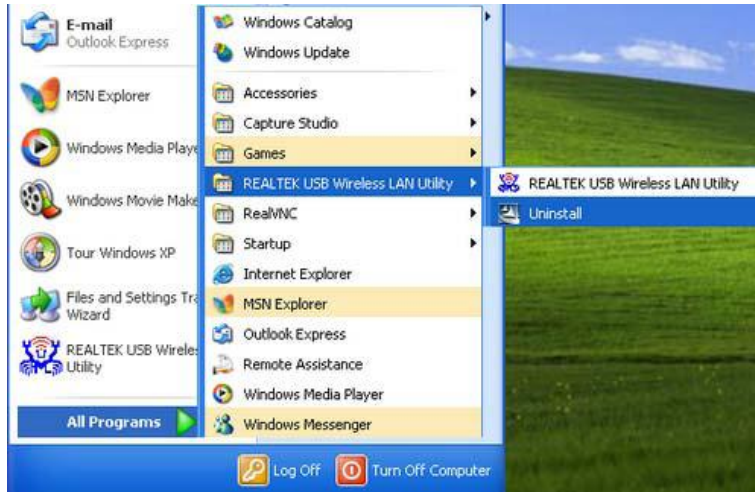 E-mail
Outlook Express
MSN Explorer
Windows Media Playe
Windows Movie Make
Tour Windows XP
Files and Settings Tra
Wizard
REALTEK USB Wireles
Utility
All Programs
Windows Catalog
Windows Update
Accessories
Capture Studio
Games
REALTEK USB Wireless LAN Utility
RealVNC
Startup
Internet Explorer
MSN Explorer
Outlook Express
Remote Assistance
Windows Media Player
Windows Messenger
REALTEK USB Wireless LAN Utility
Uninstall
Log Off
Turn Off Computer